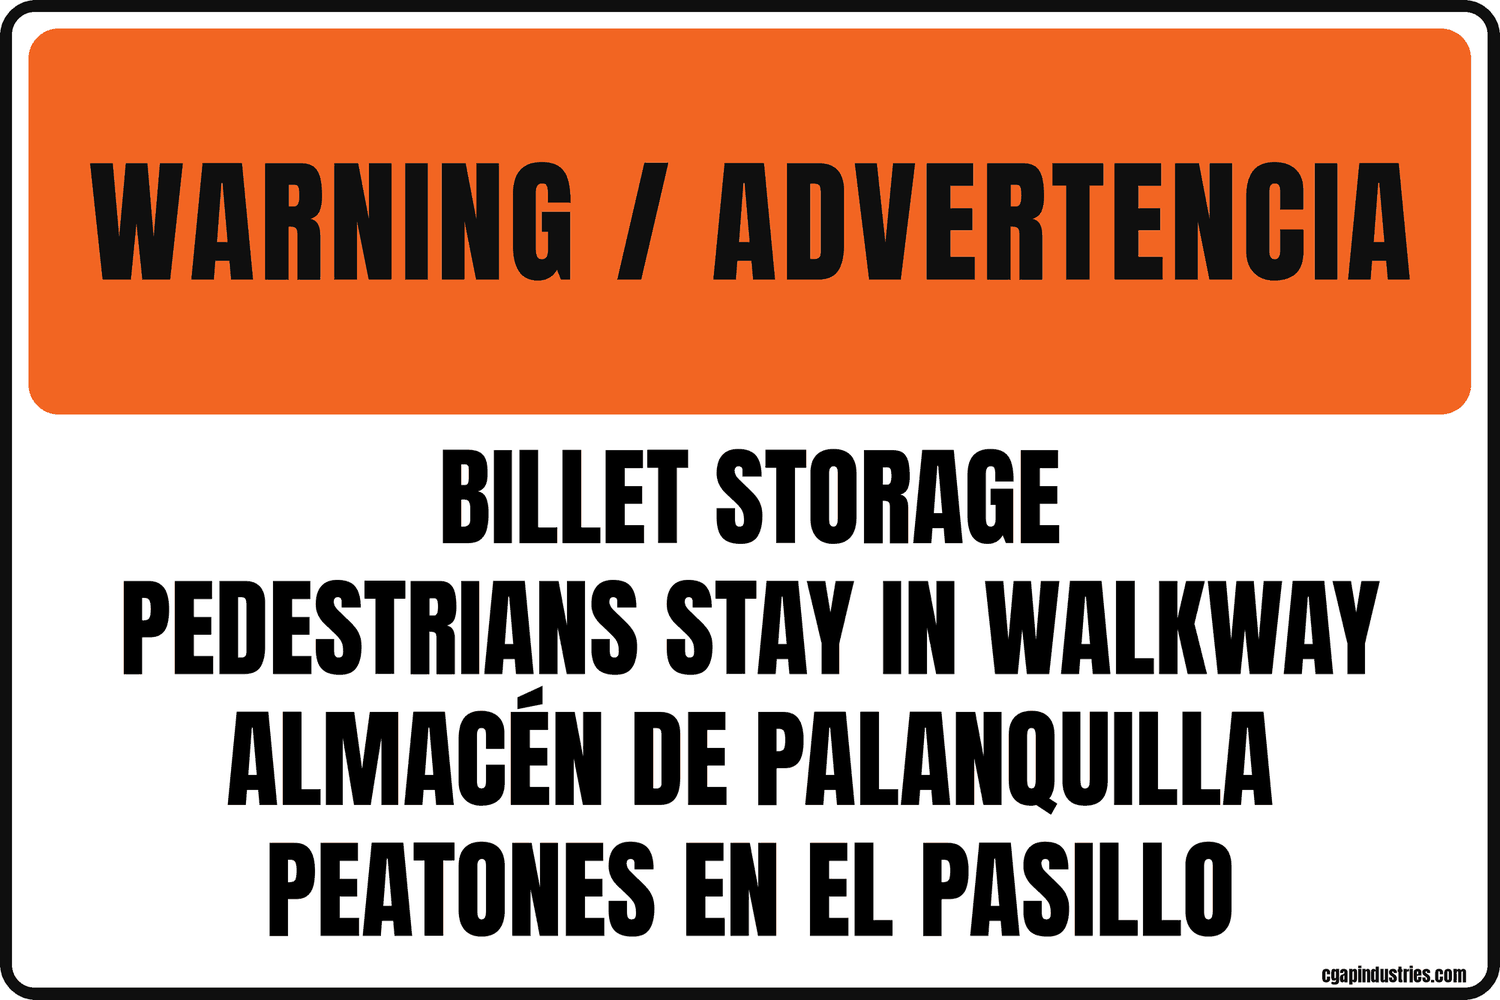 WARNING / ADVERTENCIA
BILLET STORAGE
PEDESTRIANS STAY IN WALKWAY
ALMACÉN DE PALANQUILLA
PEATONES EN EL PASILLO
cgapindustries.com